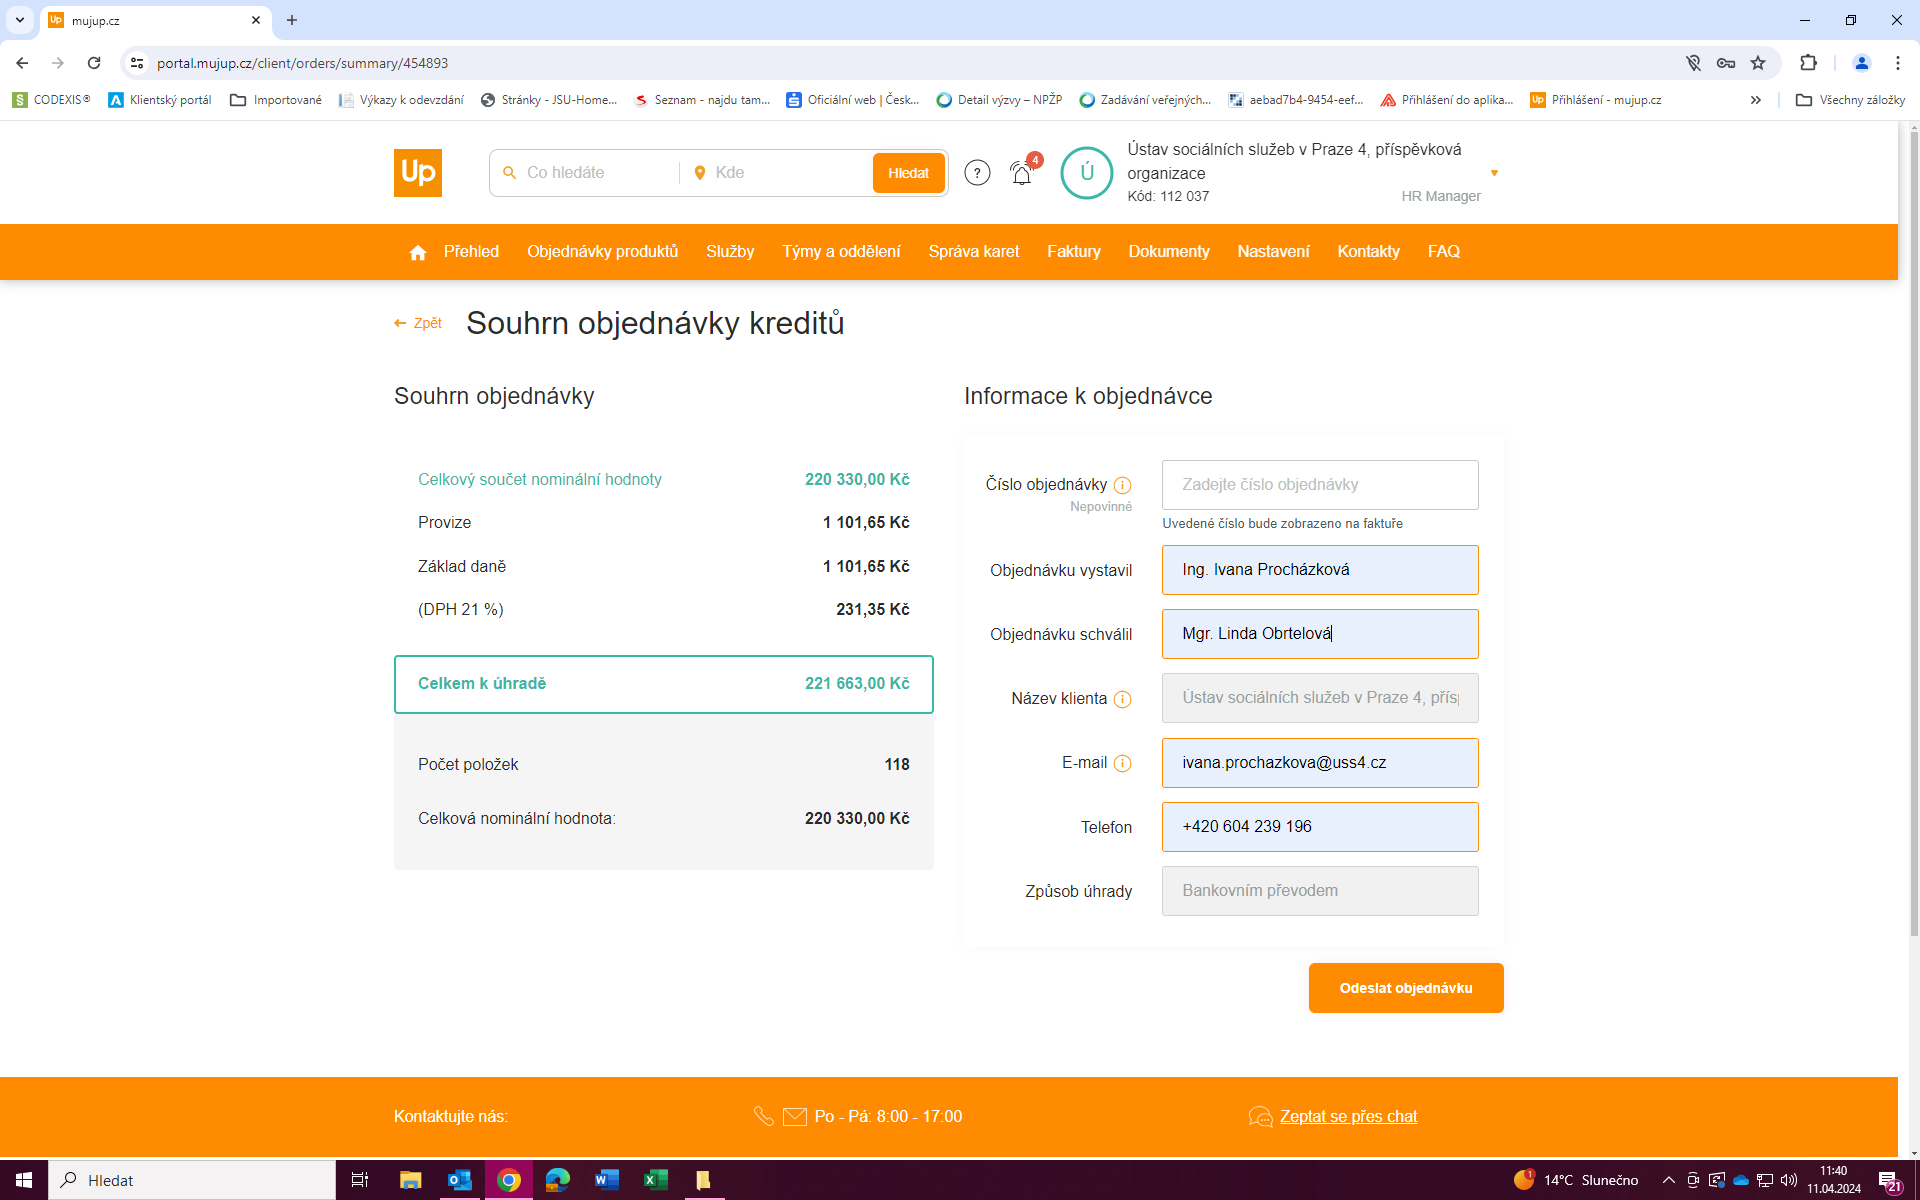 mujup.cz
portal.mujup.cz/client/orders/summary/454893
CODEXIS®
Klientský portál
Importované
Výkazy k odevzdání
Stránky - JSU-Home...
Seznam - najdu tam...
Oficiální web | Česk...
Detail výzvy – NPŽP
Zadávání veřejných...
aebad7b4-9454-eef...
Přihlášení do aplika...
Up
Přihlášení - mujup.cz
Všechny záložky
Up
Co hledáte
Kde
Hledat
?
4
Ú
Ústav sociálních služeb v Praze 4, příspěvková
organizace
Kód: 112 037
HR Manager
Přehled
Objednávky produktů
Služby
Týmy a oddělení
Správa karet
Faktury
Dokumenty
Nastavení
Kontakty
FAQ
← Zpět
Souhrn objednávky kreditů
Souhrn objednávky
Celkový součet nominální hodnoty 220 330,00 Kč
Provize 1 101,65 Kč
Základ daně 1 101,65 Kč
(DPH 21 %) 231,35 Kč
Celkem k úhradě 221 663,00 Kč
Počet položek 118
Celková nominální hodnota: 220 330,00 Kč
Informace k objednávce
Číslo objednávky
Nepovinné
Zadejte číslo objednávky
Uvedené číslo bude zobrazeno na faktuře
Objednávku vystavil Ing. Ivana Procházková
Objednávku schválil Mgr. Linda Obrtelová
Název klienta Ústav sociálních služeb v Praze 4, přísp
E-mail ivana.prochazkova@uss4.cz
Telefon +420 604 239 196
Způsob úhrady Bankovním převodem
Odeslat objednávku
Kontaktujte nás:
Po - Pá: 8:00 - 17:00
Zeptat se přes chat
Hledat
1
14°C Slunečno
11:40
11.04.2024
21